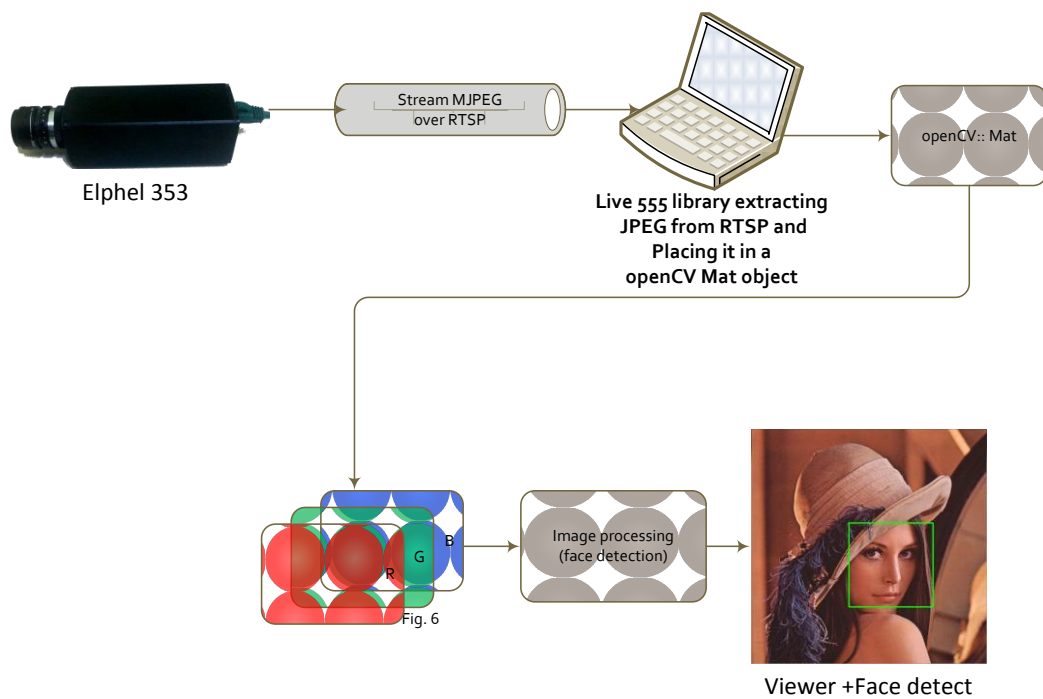 Stream MJPEG
over RTSP
openCV:: Mat
Elphel 353
Live 555 library extracting
JPEG from RTSP and
Placing it in a
openCV Mat object
B
G
R
Fig. 6
Image processing
(face detection)
Viewer +Face detect